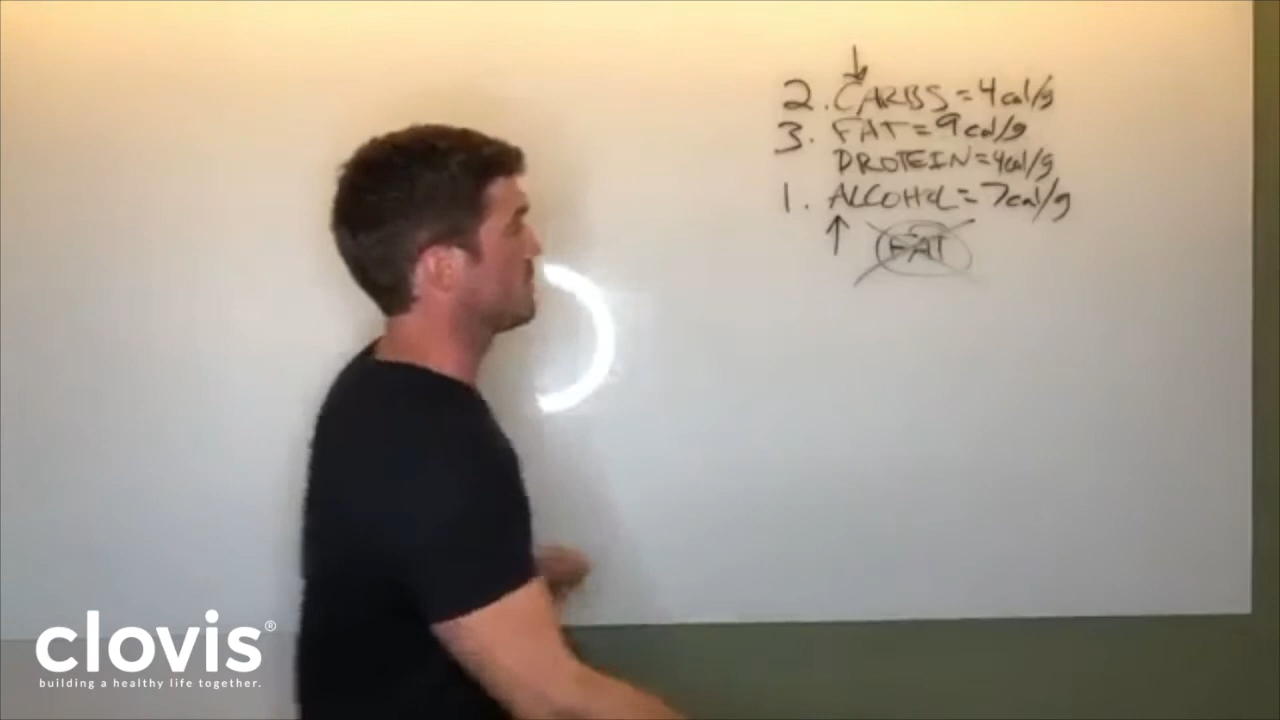 2. CARBS = 4cal/g
3. FAT = 9cal/g
PROTEIN = 4cal/g
1. ALCOHOL = 7cal/g
FAT
clovis®
building a healthy life together.